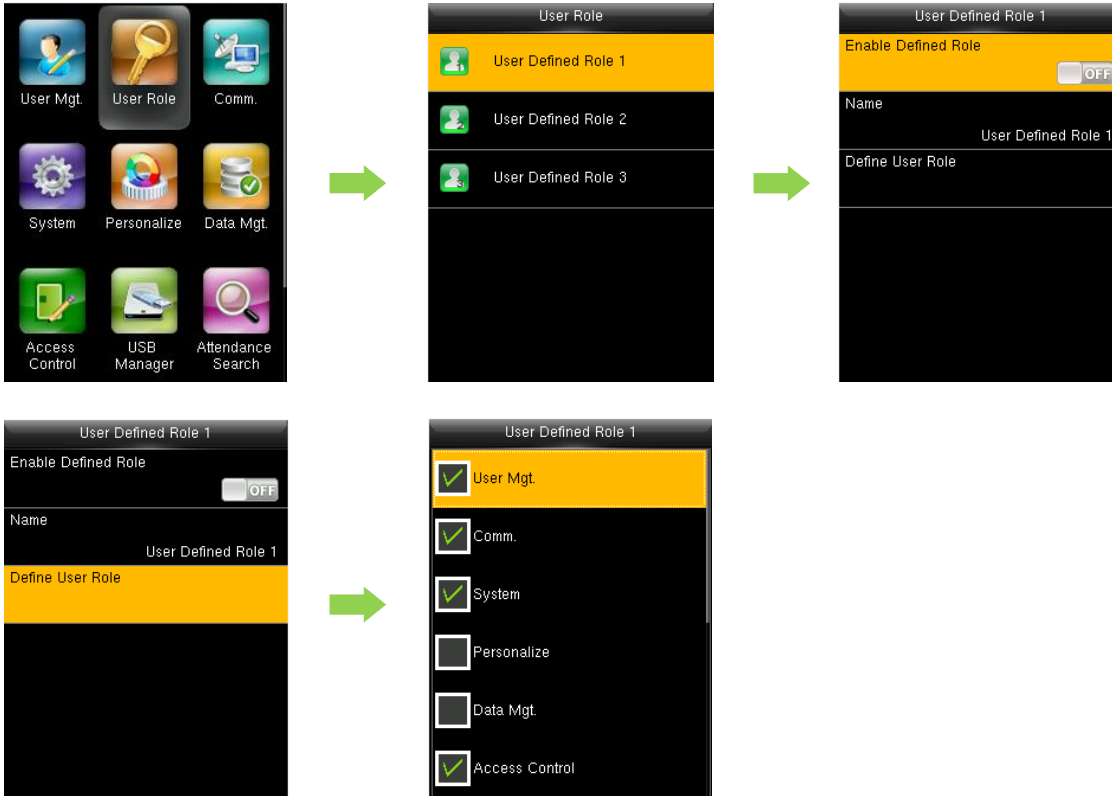 User Mgt.
User Role
Comm.
System
Personalize
Data Mgt.
Access
Control
USB
Manager
Attendance
Search
User Role
User Defined Role 1
User Defined Role 2
User Defined Role 3
User Defined Role 1
Enable Defined Role
OFF
Name
User Defined Role 1
Define User Role
User Defined Role 1
Enable Defined Role
OFF
Name
User Defined Role 1
Define User Role
User Defined Role 1
User Mgt.
Comm.
System
Personalize
Data Mgt.
Access Control